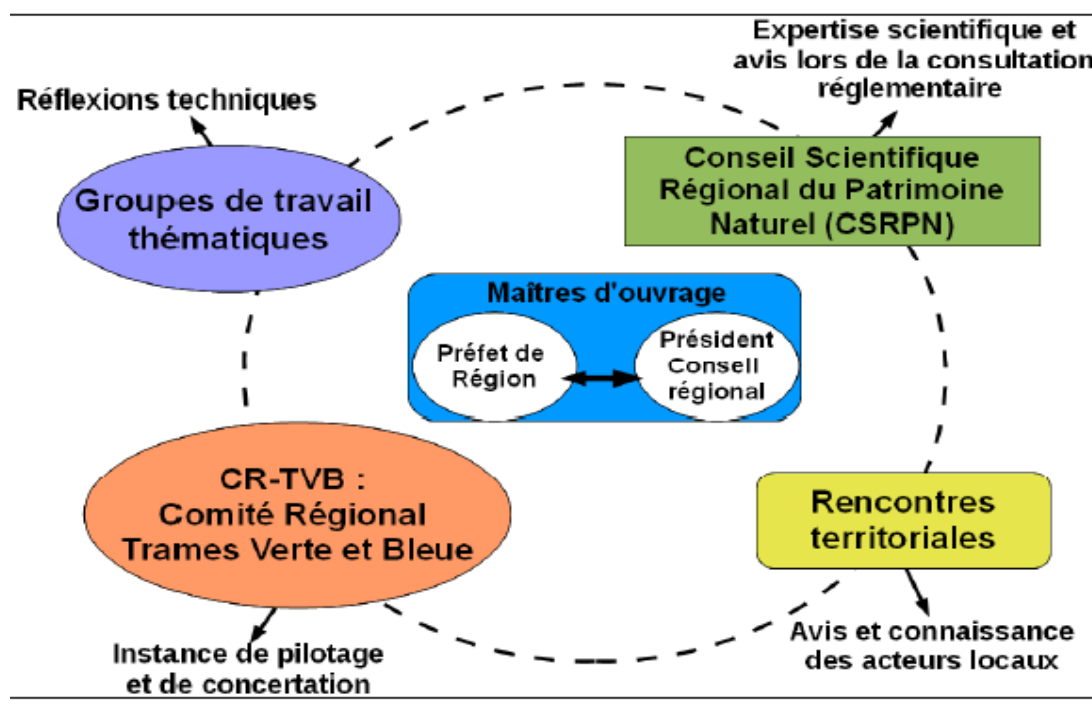 Expertise scientifique et
avis lors de la consultation
réglementaire
Réflexions techniques
Groupes de travail
thématiques
Conseil Scientifique
Régional du Patrimoine
Naturel (CSRPN)
Maîtres d'ouvrage
Préfet de
Région
Président
Conseil
régional
CR-TVB :
Comité Régional
Trames Verte et Bleue
Rencontres
territoriales
Instance de pilotage
et de concertation
Avis et connaissance
des acteurs locaux